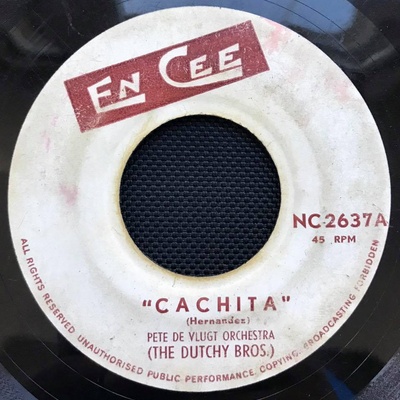 EN CEE
NC-2637A
45 RPM
"CACHITA"
(Hernandez)
PETE DE VLUGT ORCHESTRA
(THE DUTCHY BROS.)
ALL RIGHTS RESERVED UNAUTHORISED PUBLIC PERFORMANCE, COPYING, BROADCASTING FORBIDDEN